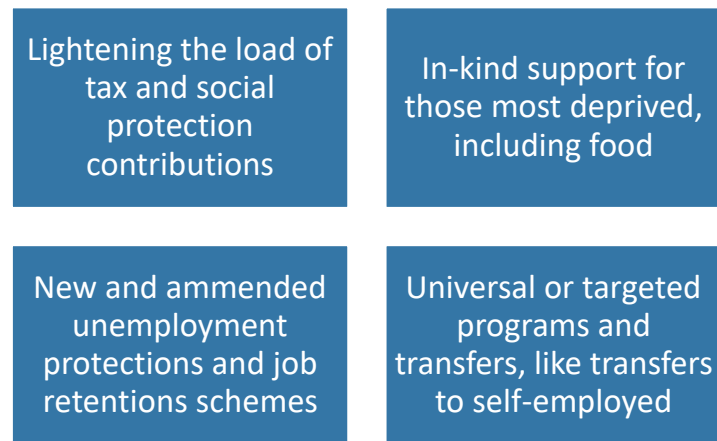 Lightening the load of
tax and social
protection
contributions
In-kind support for
those most deprived,
including food
New and ammended
unemployment
protections and job
retentions schemes
Universal or targeted
programs and
transfers, like transfers
to self-employed